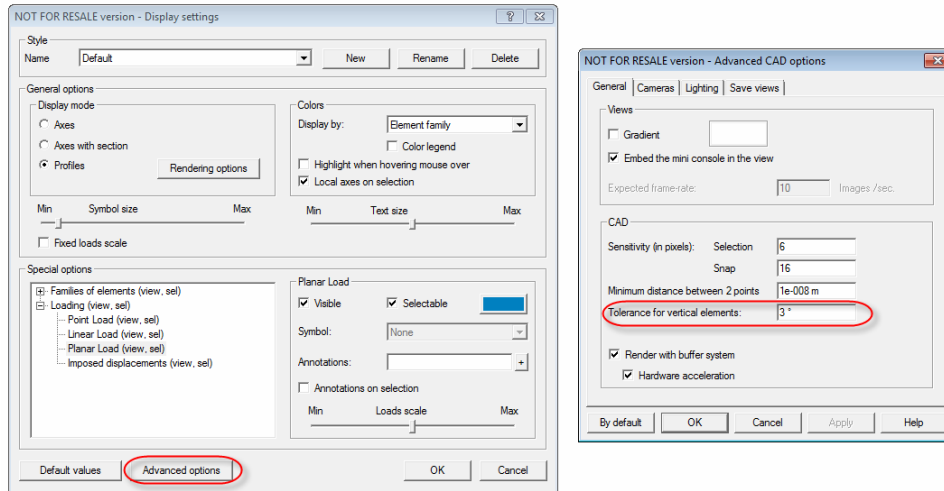 NOT FOR RESALE version - Display settings
Style
Name Default New Rename Delete
General options
Display mode
Axes
Axes with section
Profiles Rendering options
Colors
Display by: Element family
Color legend
Highlight when hovering mouse over
Local axes on selection
Min Symbol size Max
Min Text size Max
Fixed loads scale
Special options
Families of elements (view, sel)
Loading (view, sel)
Point Load (view, sel)
Linear Load (view, sel)
Planar Load (view, sel)
Imposed displacements (view, sel)
Planar Load
Visible Selectable
Symbol: None
Annotations: +
Annotations on selection
Min Loads scale Max
Default values Advanced options OK Cancel
NOT FOR RESALE version - Advanced CAD options
General Cameras Lighting Save views
Views
Gradient
Embed the mini console in the view
Expected frame-rate: 10 Images /sec.
CAD
Sensitivity (in pixels): Selection 6
Snap 16
Minimum distance between 2 points 1e-008 m
Tolerance for vertical elements: 3 °
Render with buffer system
Hardware acceleration
By default OK Cancel Apply Help